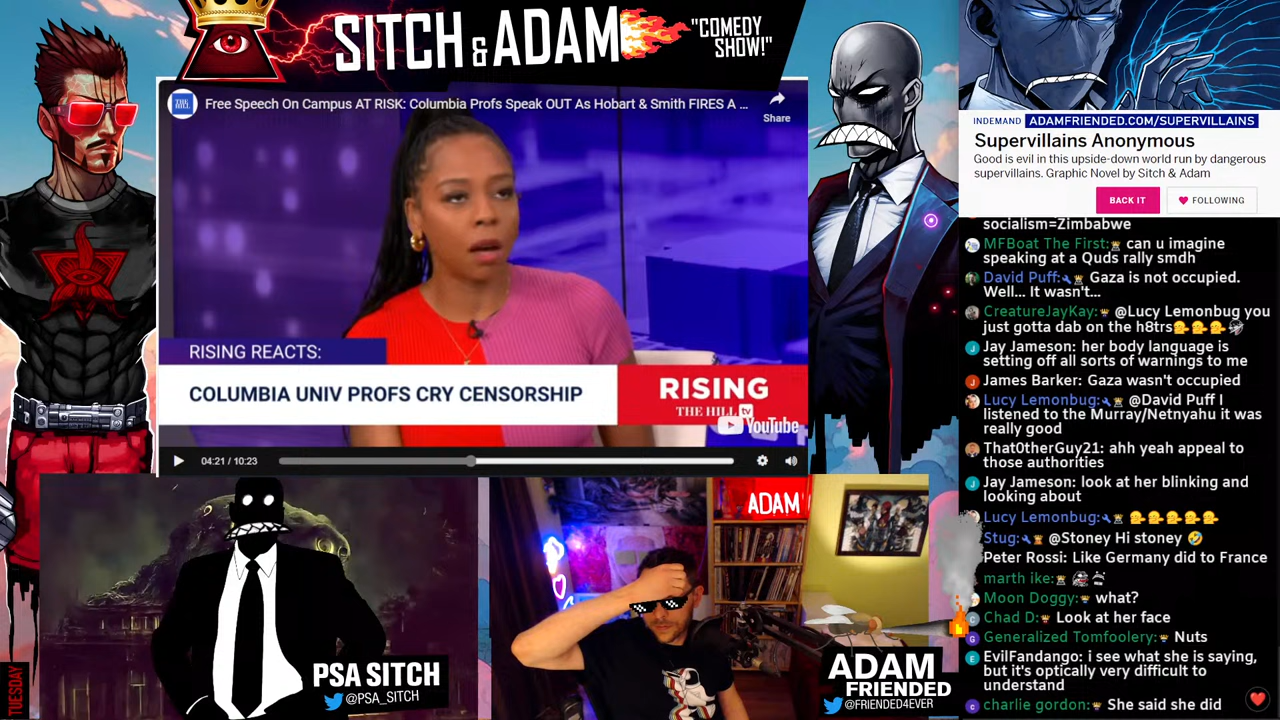 SITCH & ADAM
"COMEDY
SHOW!"
THE HILL
Free Speech On Campus AT RISK: Columbia Profs Speak OUT As Hobart & Smith FIRES A ...
Share
RISING REACTS:
COLUMBIA UNIV PROFS CRY CENSORSHIP
RISING
THE HILL tv
YouTube
04:21 / 10:23
ADAM
PSA SITCH
@PSA_SITCH
ADAM
FRIENDED
@FRIENDED4EVER
TUESDAY
INDEMAND ADAMFRIENDED.COM/SUPERVILLAINS
Supervillains Anonymous
Good is evil in this upside-down world run by dangerous
supervillains. Graphic Novel by Sitch & Adam
BACK IT
FOLLOWING
socialism=Zimbabwe
MFBoat The First: can u imagine
speaking at a Quds rally smdh
David Puff: Gaza is not occupied.
Well... It wasn't...
CreatureJayKay: @Lucy Lemonbug you
just gotta dab on the h8trs
Jay Jameson: her body language is
setting off all sorts of warnings to me
James Barker: Gaza wasn't occupied
Lucy Lemonbug: @David Puff I
listened to the Murray/Netnyahu it was
really good
That0therGuy21: ahh yeah appeal to
those authorities
Jay Jameson: look at her blinking and
looking about
Lucy Lemonbug:
Stug: @Stoney Hi stoney 🤣
Peter Rossi: Like Germany did to France
marth ike:
Moon Doggy: what?
Chad D: Look at her face
Generalized Tomfoolery: Nuts
EvilFandango: i see what she is saying,
but it's optically very difficult to
understand
charlie gordon: She said she did